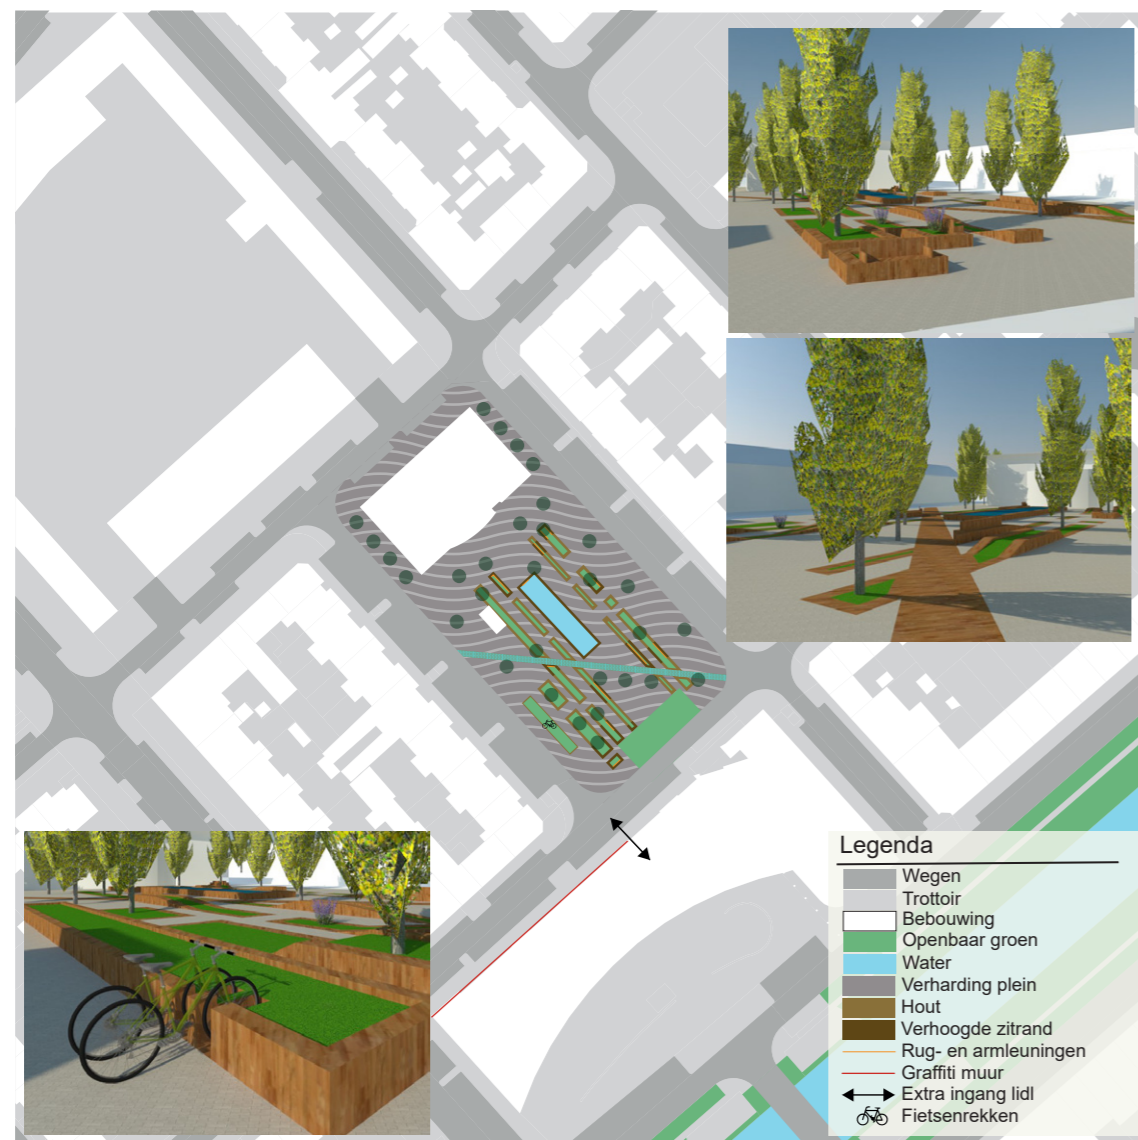 Legenda
Wegen
Trottoir
Bebouwing
Openbaar groen
Water
Verharding plein
Hout
Verhoogde zitrand
Rug- en armleuningen
Graffiti muur
Extra ingang lidl
Fietsenrekken